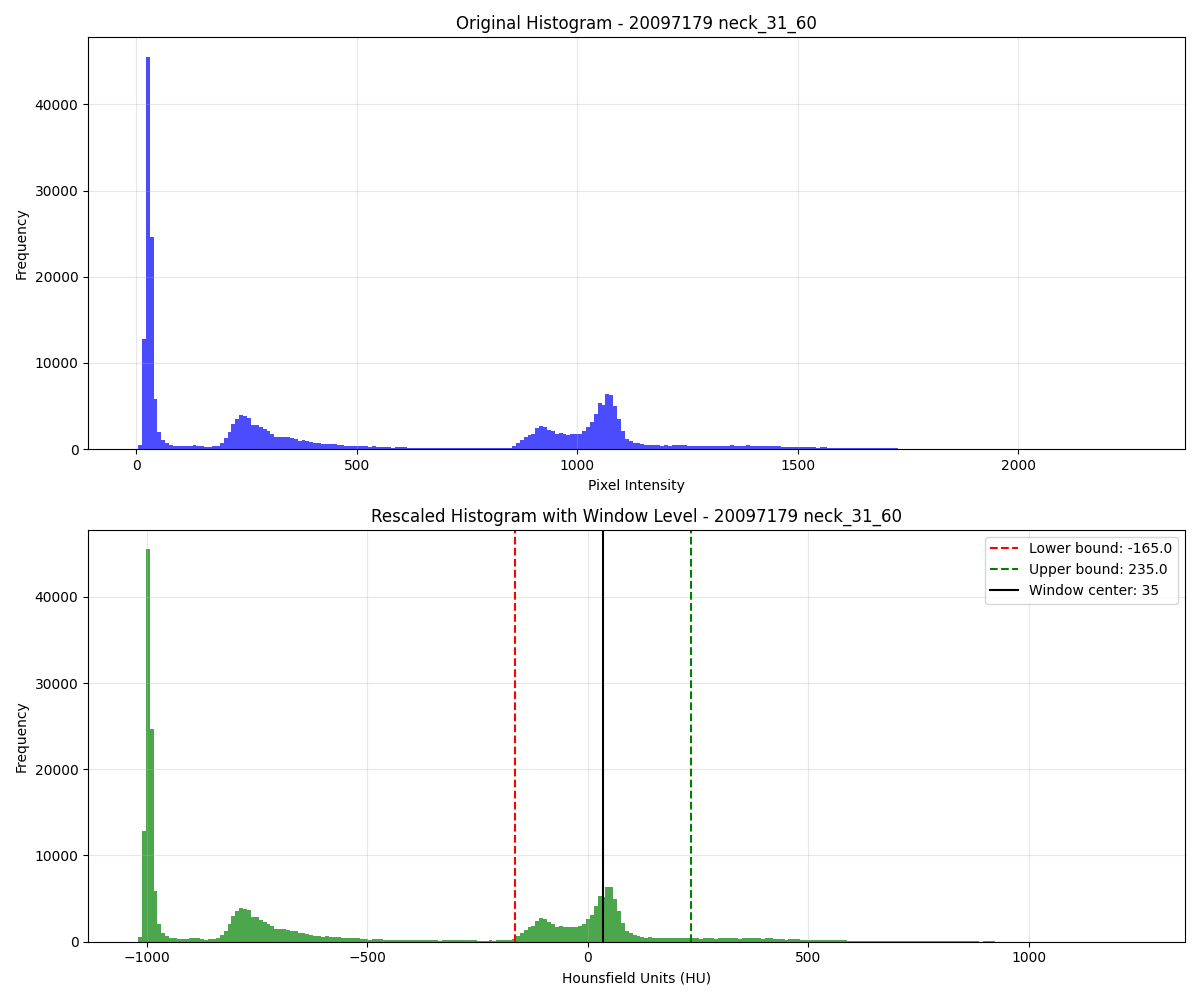 Original Histogram - 20097179 neck_31_60
40000
30000
20000
10000
0
Frequency
0 500 1000 1500 2000
Pixel Intensity
Rescaled Histogram with Window Level - 20097179 neck_31_60
Lower bound: -165.0
Upper bound: 235.0
Window center: 35
40000
30000
20000
10000
0
Frequency
−1000 −500 0 500 1000
Hounsfield Units (HU)